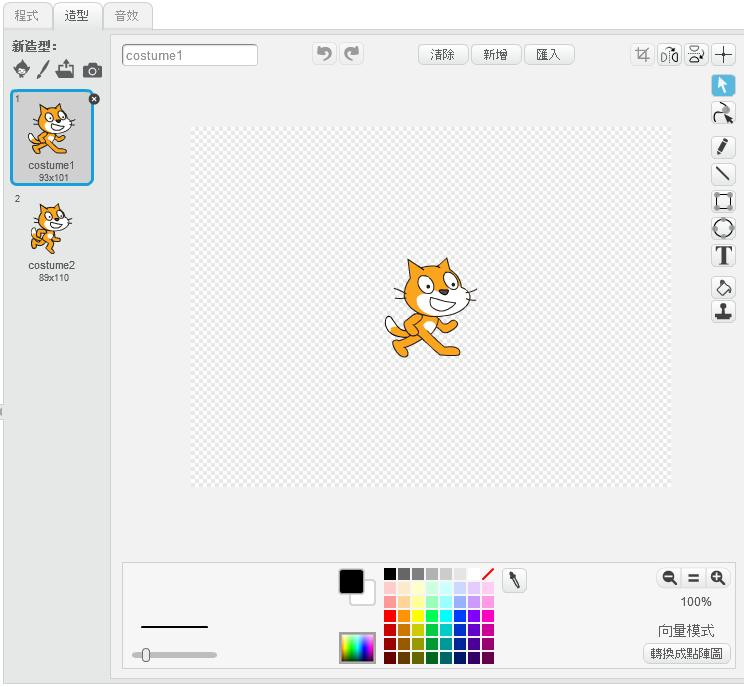 程式 造型 音效
新造型:
costume1
清除 新增 匯入
1
costume1
93x101
2
costume2
89x110
T
100%
向量模式
轉換成點陣圖